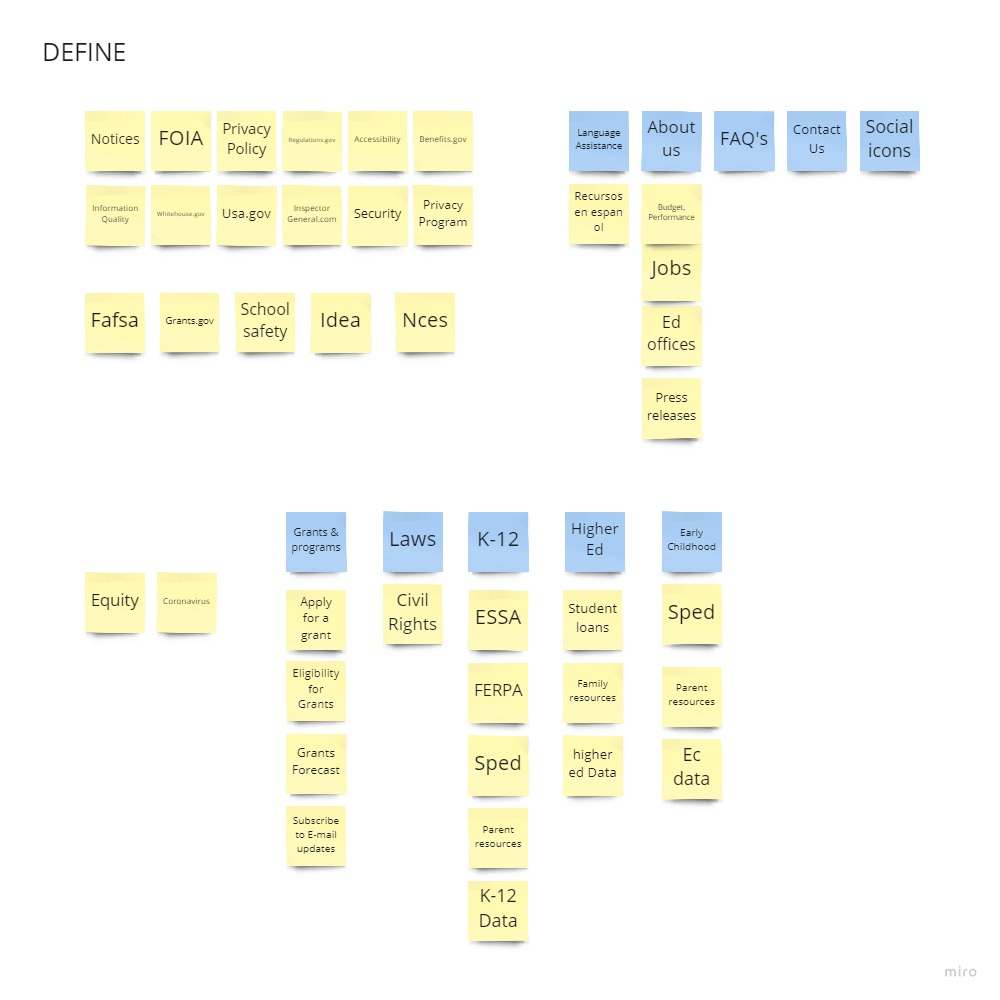 DEFINE
Notices
FOIA
Privacy
Policy
Regulations.gov
Accessibility
Benefits.gov
Information
Quality
Whitehouse.gov
Usa.gov
Inspector
General.com
Security
Privacy
Program
Fafsa
Grants.gov
School
safety
Idea
Nces
Language
Assistance
About
us
FAQ's
Contact
Us
Social
icons
Recursos
en espan
ol
Budget,
Performance
Jobs
Ed
offices
Press
releases
Equity
Coronavirus
Grants &
programs
Apply
for a
grant
Eligibility
for
Grants
Grants
Forecast
Subscribe
to E-mail
updates
Laws
Civil
Rights
K-12
ESSA
FERPA
Sped
Parent
resources
K-12
Data
Higher
Ed
Student
loans
Family
resources
higher
ed Data
Early
Childhood
Sped
Parent
resources
Ec
data
miro